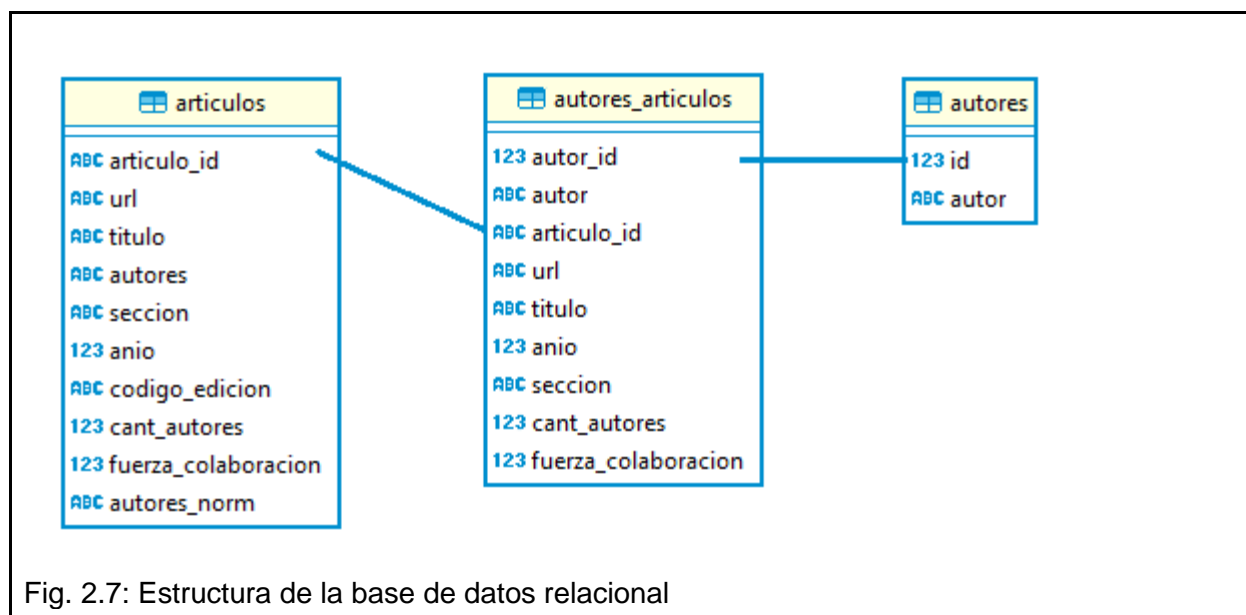 articulos
ABC articulo_id
ABC url
ABC titulo
ABC autores
ABC seccion
123 anio
ABC codigo_edicion
123 cant_autores
123 fuerza_colaboracion
ABC autores_norm
autores_articulos
123 autor_id
ABC autor
ABC articulo_id
ABC url
ABC titulo
123 anio
ABC seccion
123 cant_autores
123 fuerza_colaboracion
autores
123 id
ABC autor
Fig. 2.7: Estructura de la base de datos relacional